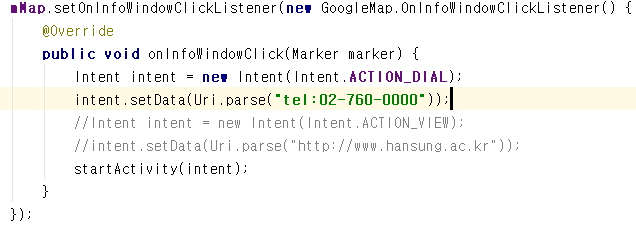 mMap.setOnInfoWindowClickListener(new GoogleMap.OnInfoWindowClickListener() {
@Override
public void onInfoWindowClick(Marker marker) {
Intent intent = new Intent(Intent.ACTION_DIAL);
intent.setData(Uri.parse("tel:02-760-0000"));
//Intent intent = new Intent(Intent.ACTION_VIEW);
//intent.setData(Uri.parse("http://www.hansung.ac.kr"));
startActivity(intent);
}
});